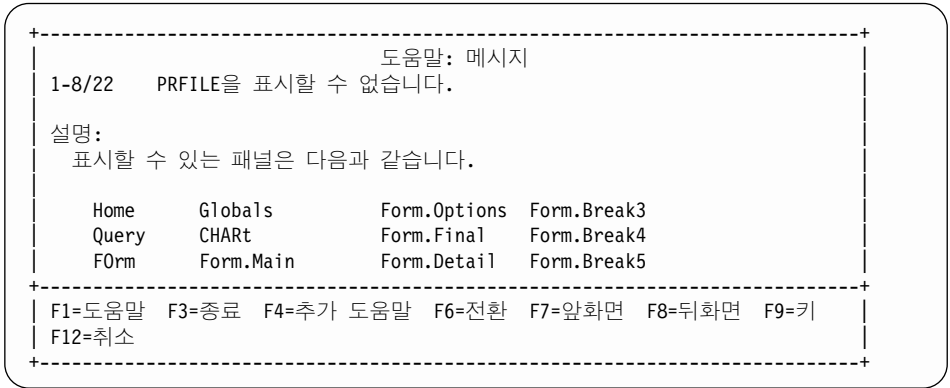 도움말: 메시지
1-8/22 PRFILE을 표시할 수 없습니다.
설명:
표시할 수 있는 패널은 다음과 같습니다.
Home Globals Form.Options Form.Break3
Query CHARt Form.Final Form.Break4
FOrm Form.Main Form.Detail Form.Break5
F1=도움말 F3=종료 F4=추가 도움말 F6=전환 F7=앞화면 F8=뒤화면 F9=키
F12=취소